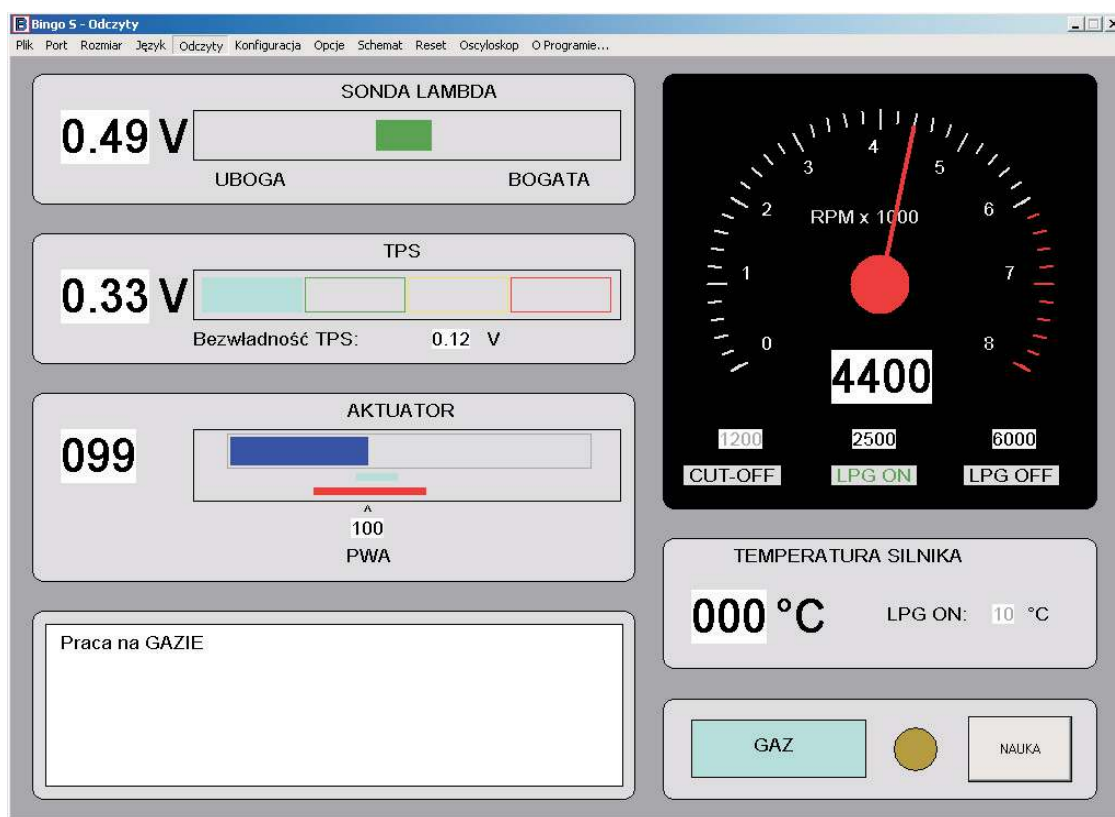 Bingo S - Odczyty
Plik Port Rozmiar Język Odczyty Konfiguracja Opcje Schemat Reset Oscyloskop O Programie...
SONDA LAMBDA
0.49 V
UBOGA BOGATA
TPS
0.33 V
Bezwładność TPS: 0.12 V
AKTUATOR
099
^
100
PWA
Praca na GAZIE
0 1 2 3 4 5 6 7 8
RPM x 1000
4400
1200 2500 6000
CUT-OFF LPG ON LPG OFF
TEMPERATURA SILNIKA
000 °C LPG ON: 10 °C
GAZ NAUKA